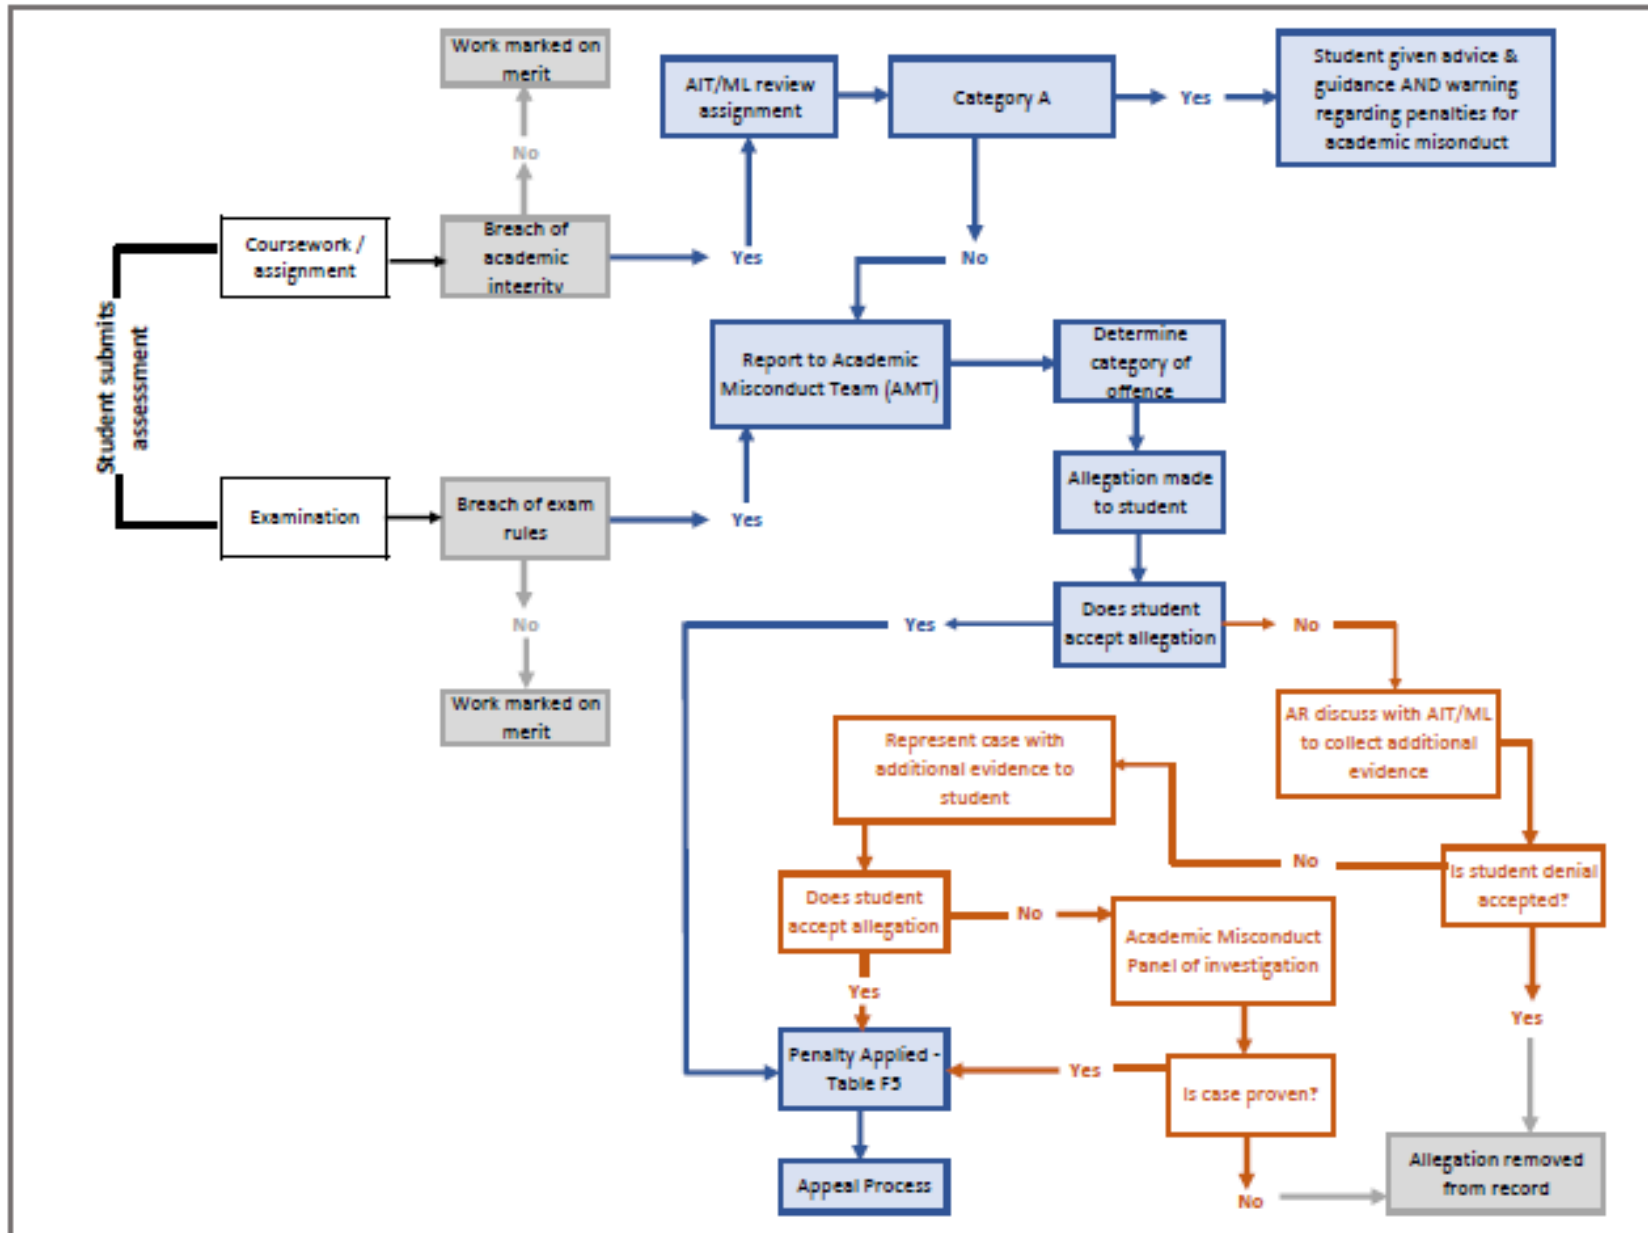 Work marked on
merit
No
AIT/ML review
assignment
Category A
Yes
Student given advice &
guidance AND warning
regarding penalties for
academic misonduct
Student submits
assessment
Coursework /
assignment
Breach of
academic
integrity
Yes
No
Report to Academic
Misconduct Team (AMT)
Determine
category of
offence
Examination
Breach of exam
rules
Yes
Allegation made
to student
No
Work marked on
merit
Does student
accept allegation
Yes
No
AR discuss with AIT/ML
to collect additional
evidence
Represent case with
additional evidence to
student
No
Is student denial
accepted?
Does student
accept allegation
No
Academic Misconduct
Panel of investigation
Yes
Yes
Penalty Applied -
Table F5
Yes
Is case proven?
No
Allegation removed
from record
Appeal Process